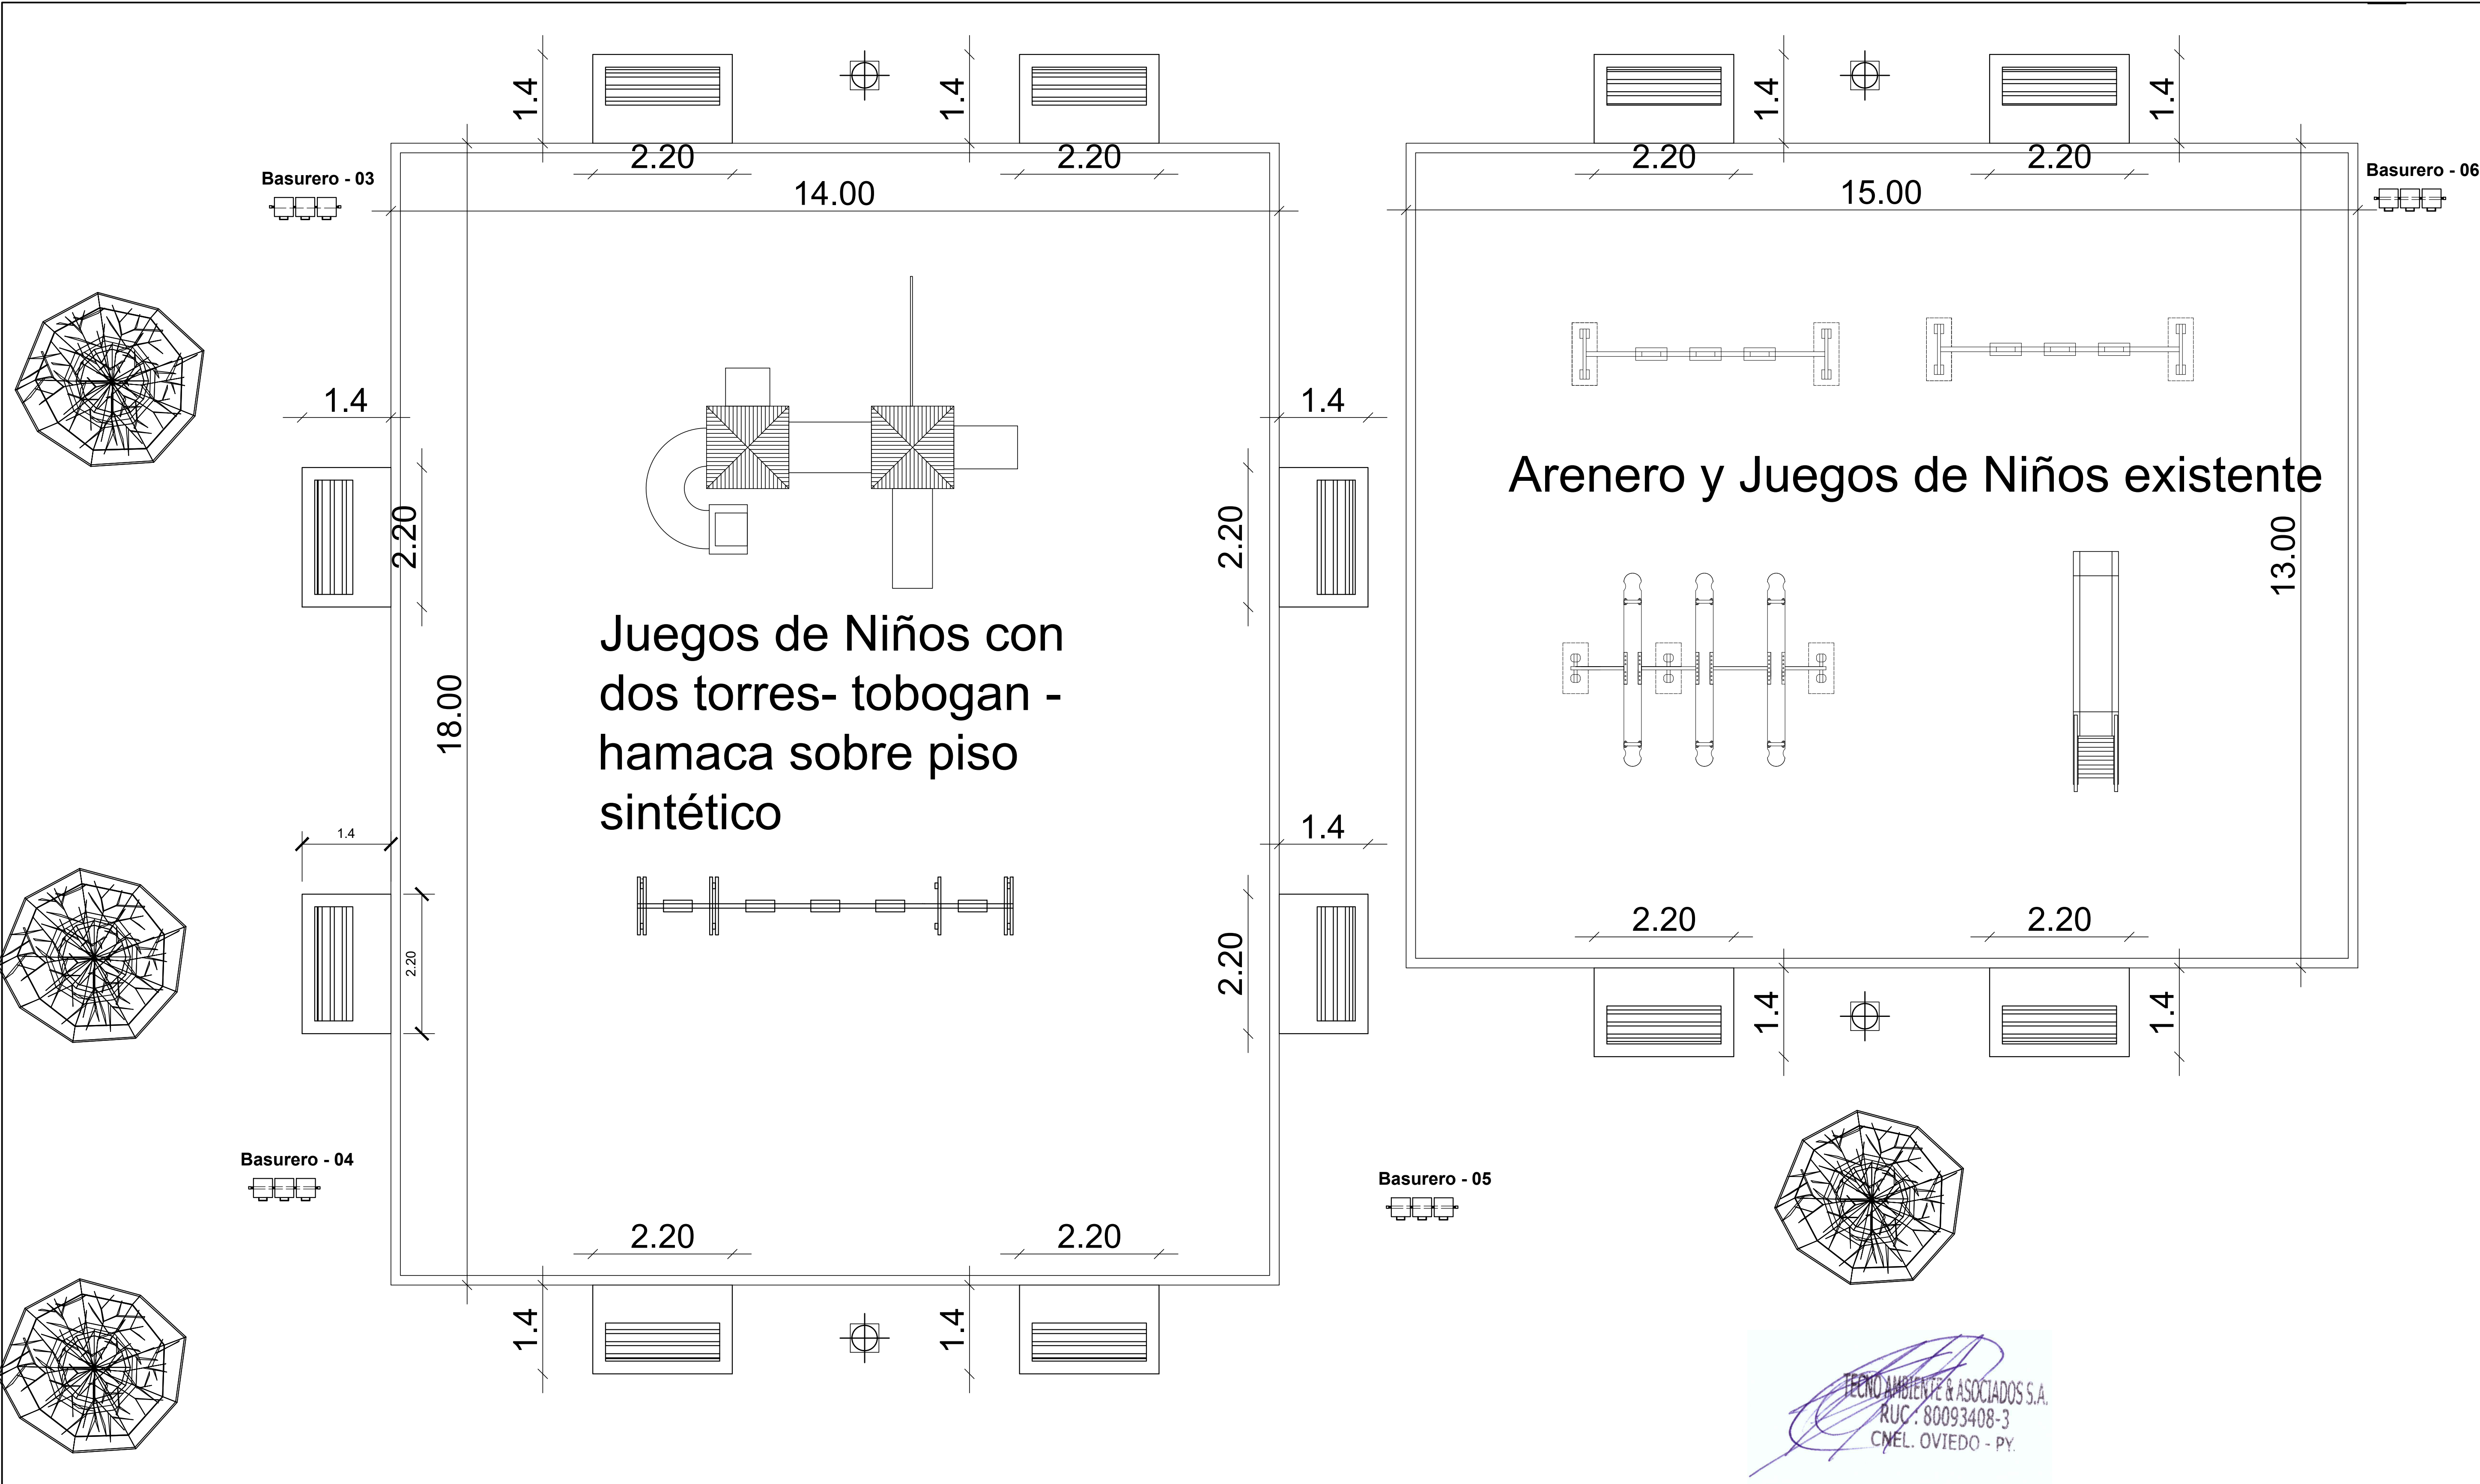 1.4
1.4
1.4
1.4
2.20
2.20
2.20
2.20
Basurero - 03
14.00
15.00
Basurero - 06
1.4
1.4
2.20
2.20
Arenero y Juegos de Niños existente
13.00
Juegos de Niños con
dos torres- tobogan -
hamaca sobre piso
sintético
18.00
1.4
1.4
2.20
2.20
2.20
2.20
1.4
1.4
Basurero - 04
Basurero - 05
2.20
2.20
1.4
1.4
TECNO AMBIENTE & ASOCIADOS S.A.
RUC : 80093408-3
CNEL. OVIEDO - PY.